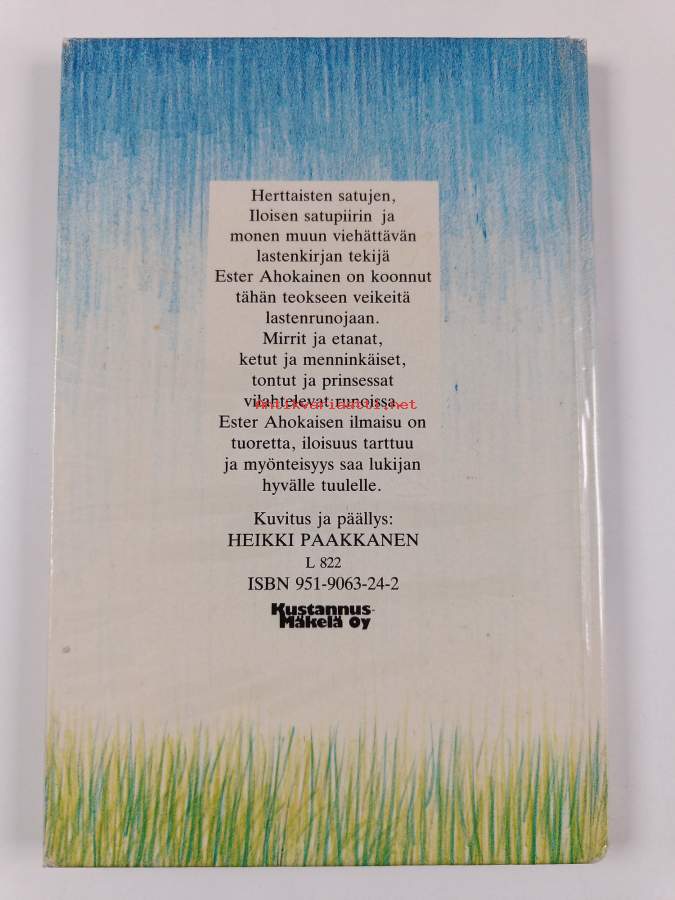 Herttaisten satujen,
Iloisen satupiirin ja
monen muun viehättävän
lastenkirjan tekijä
Ester Ahokainen on koonnut
tähän teokseen veikeitä
lastenrunojaan.
Mirrit ja etanat,
ketut ja menninkäiset,
tontut ja prinsessat
vilahtelevat runoissa.
Antikvariaatti.net
Ester Ahokaisen ilmaisu on
tuoretta, iloisuus tarttuu
ja myönteisyys saa lukijan
hyvälle tuulelle.
Kuvitus ja päällys:
HEIKKI PAAKKANEN
L 822
ISBN 951-9063-24-2
Kustannus-
Mäkelä Oy